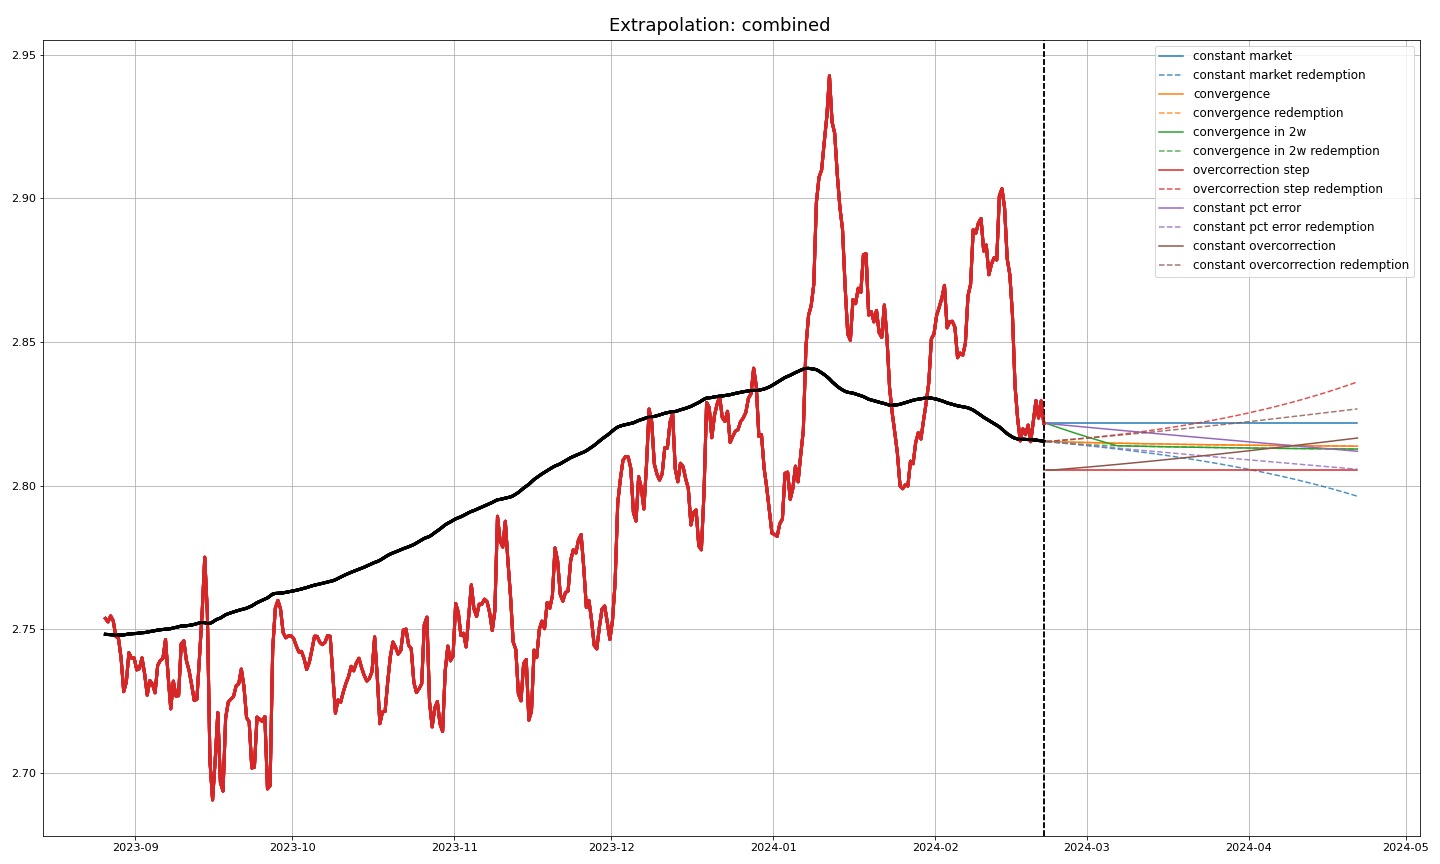 Extrapolation: combined
2.95
2.90
2.85
2.80
2.75
2.70
constant market
constant market redemption
convergence
convergence redemption
convergence in 2w
convergence in 2w redemption
overcorrection step
overcorrection step redemption
constant pct error
constant pct error redemption
constant overcorrection
constant overcorrection redemption
2023-09 2023-10 2023-11 2023-12 2024-01 2024-02 2024-03 2024-04 2024-05